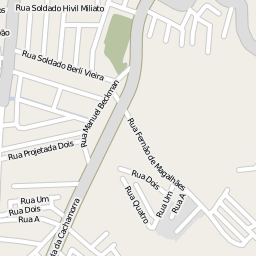 Rua Soldado Hivil Miliato
Rua Soldado Berli Vieira
Rua Manuel Beckman
Rua Fernão de Magalhães
Rua Projetada Dois
Rua Dois
Rua Um
Rua A
Rua Quatro
Rua Um
Rua Dois
Rua A
da Cachamorra